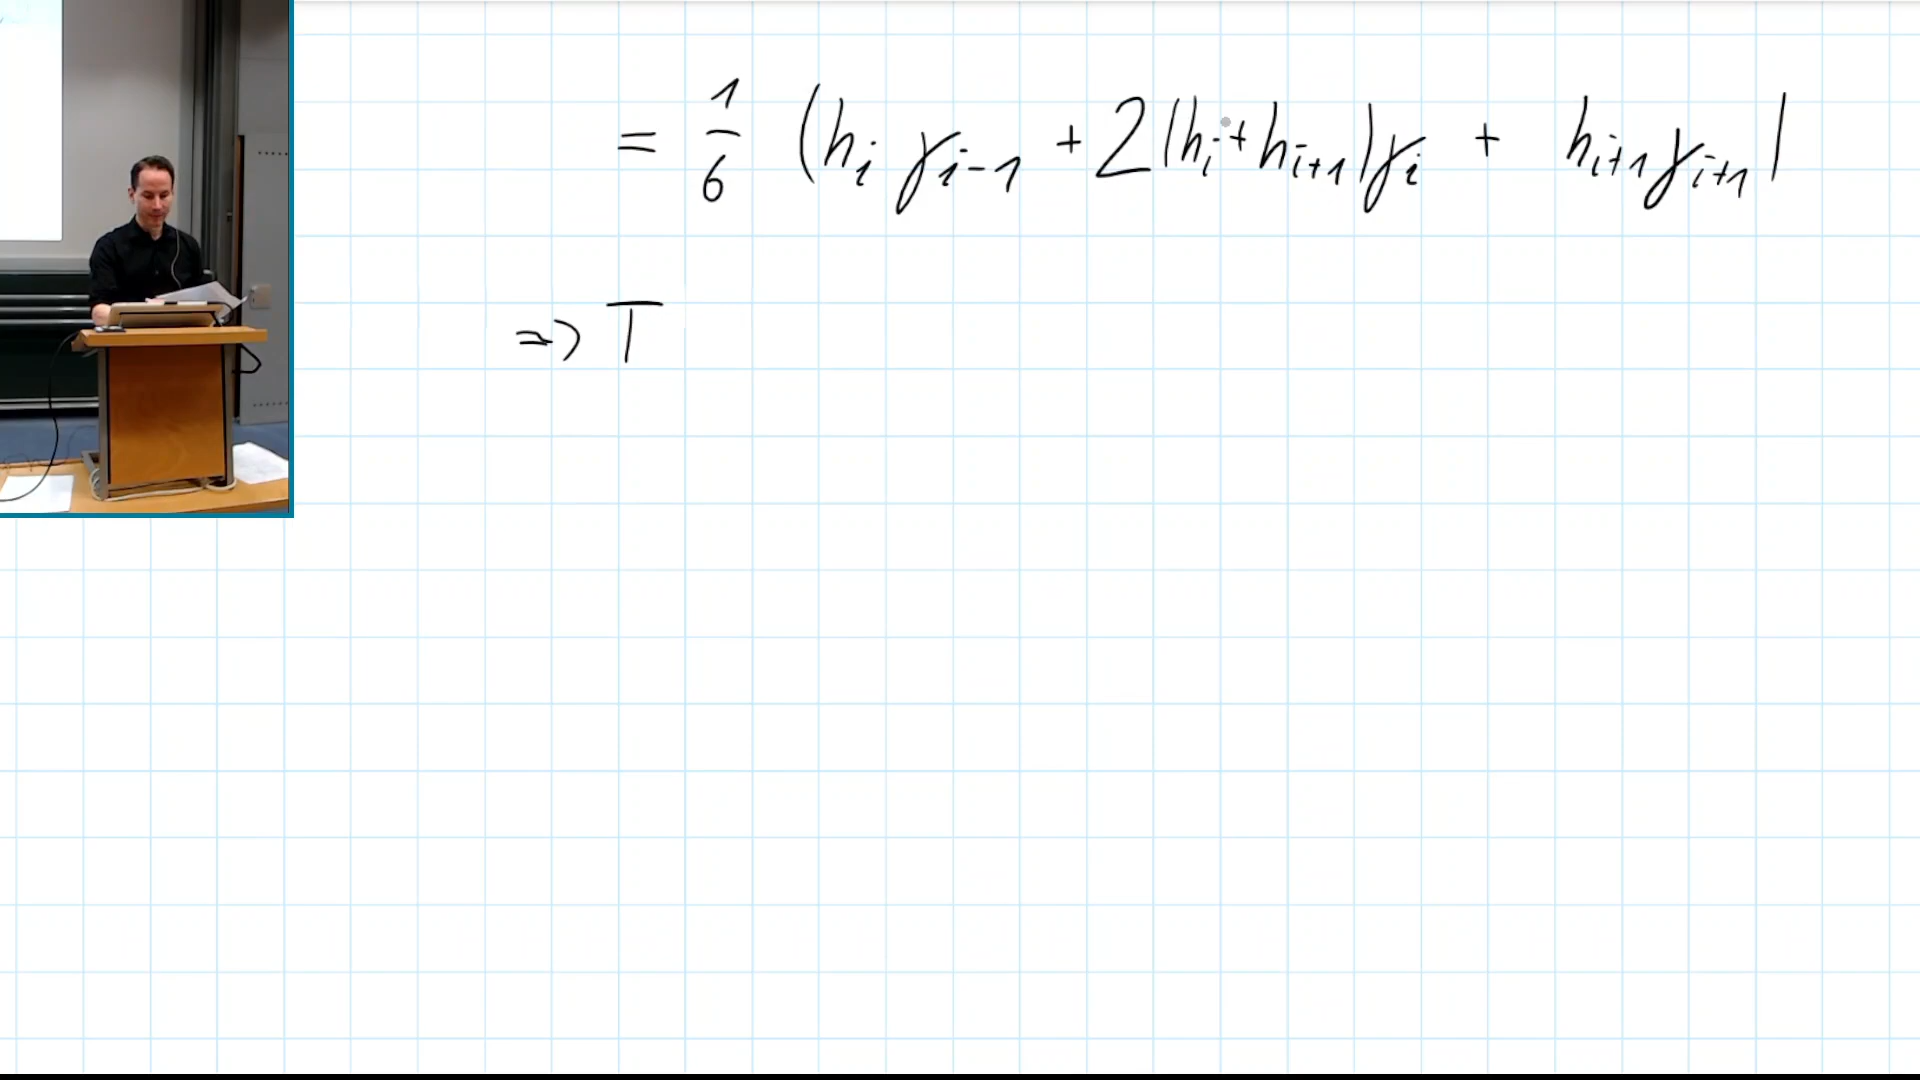 = 1/6 (h_i γ_{i-1} + 2(h_i + h_{i+1})γ_i + h_{i+1}γ_{i+1})
=> T